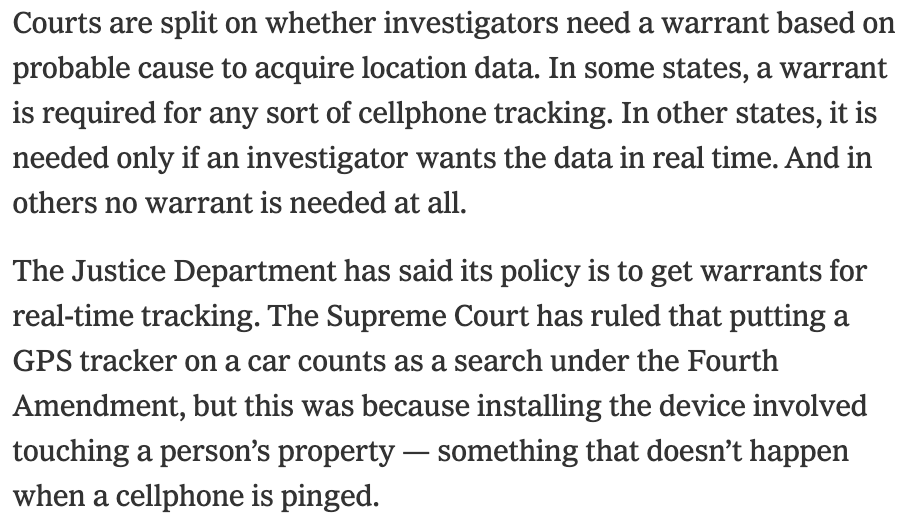 Courts are split on whether investigators need a warrant based on
probable cause to acquire location data. In some states, a warrant
is required for any sort of cellphone tracking. In other states, it is
needed only if an investigator wants the data in real time. And in
others no warrant is needed at all.
The Justice Department has said its policy is to get warrants for
real-time tracking. The Supreme Court has ruled that putting a
GPS tracker on a car counts as a search under the Fourth
Amendment, but this was because installing the device involved
touching a person’s property — something that doesn’t happen
when a cellphone is pinged.